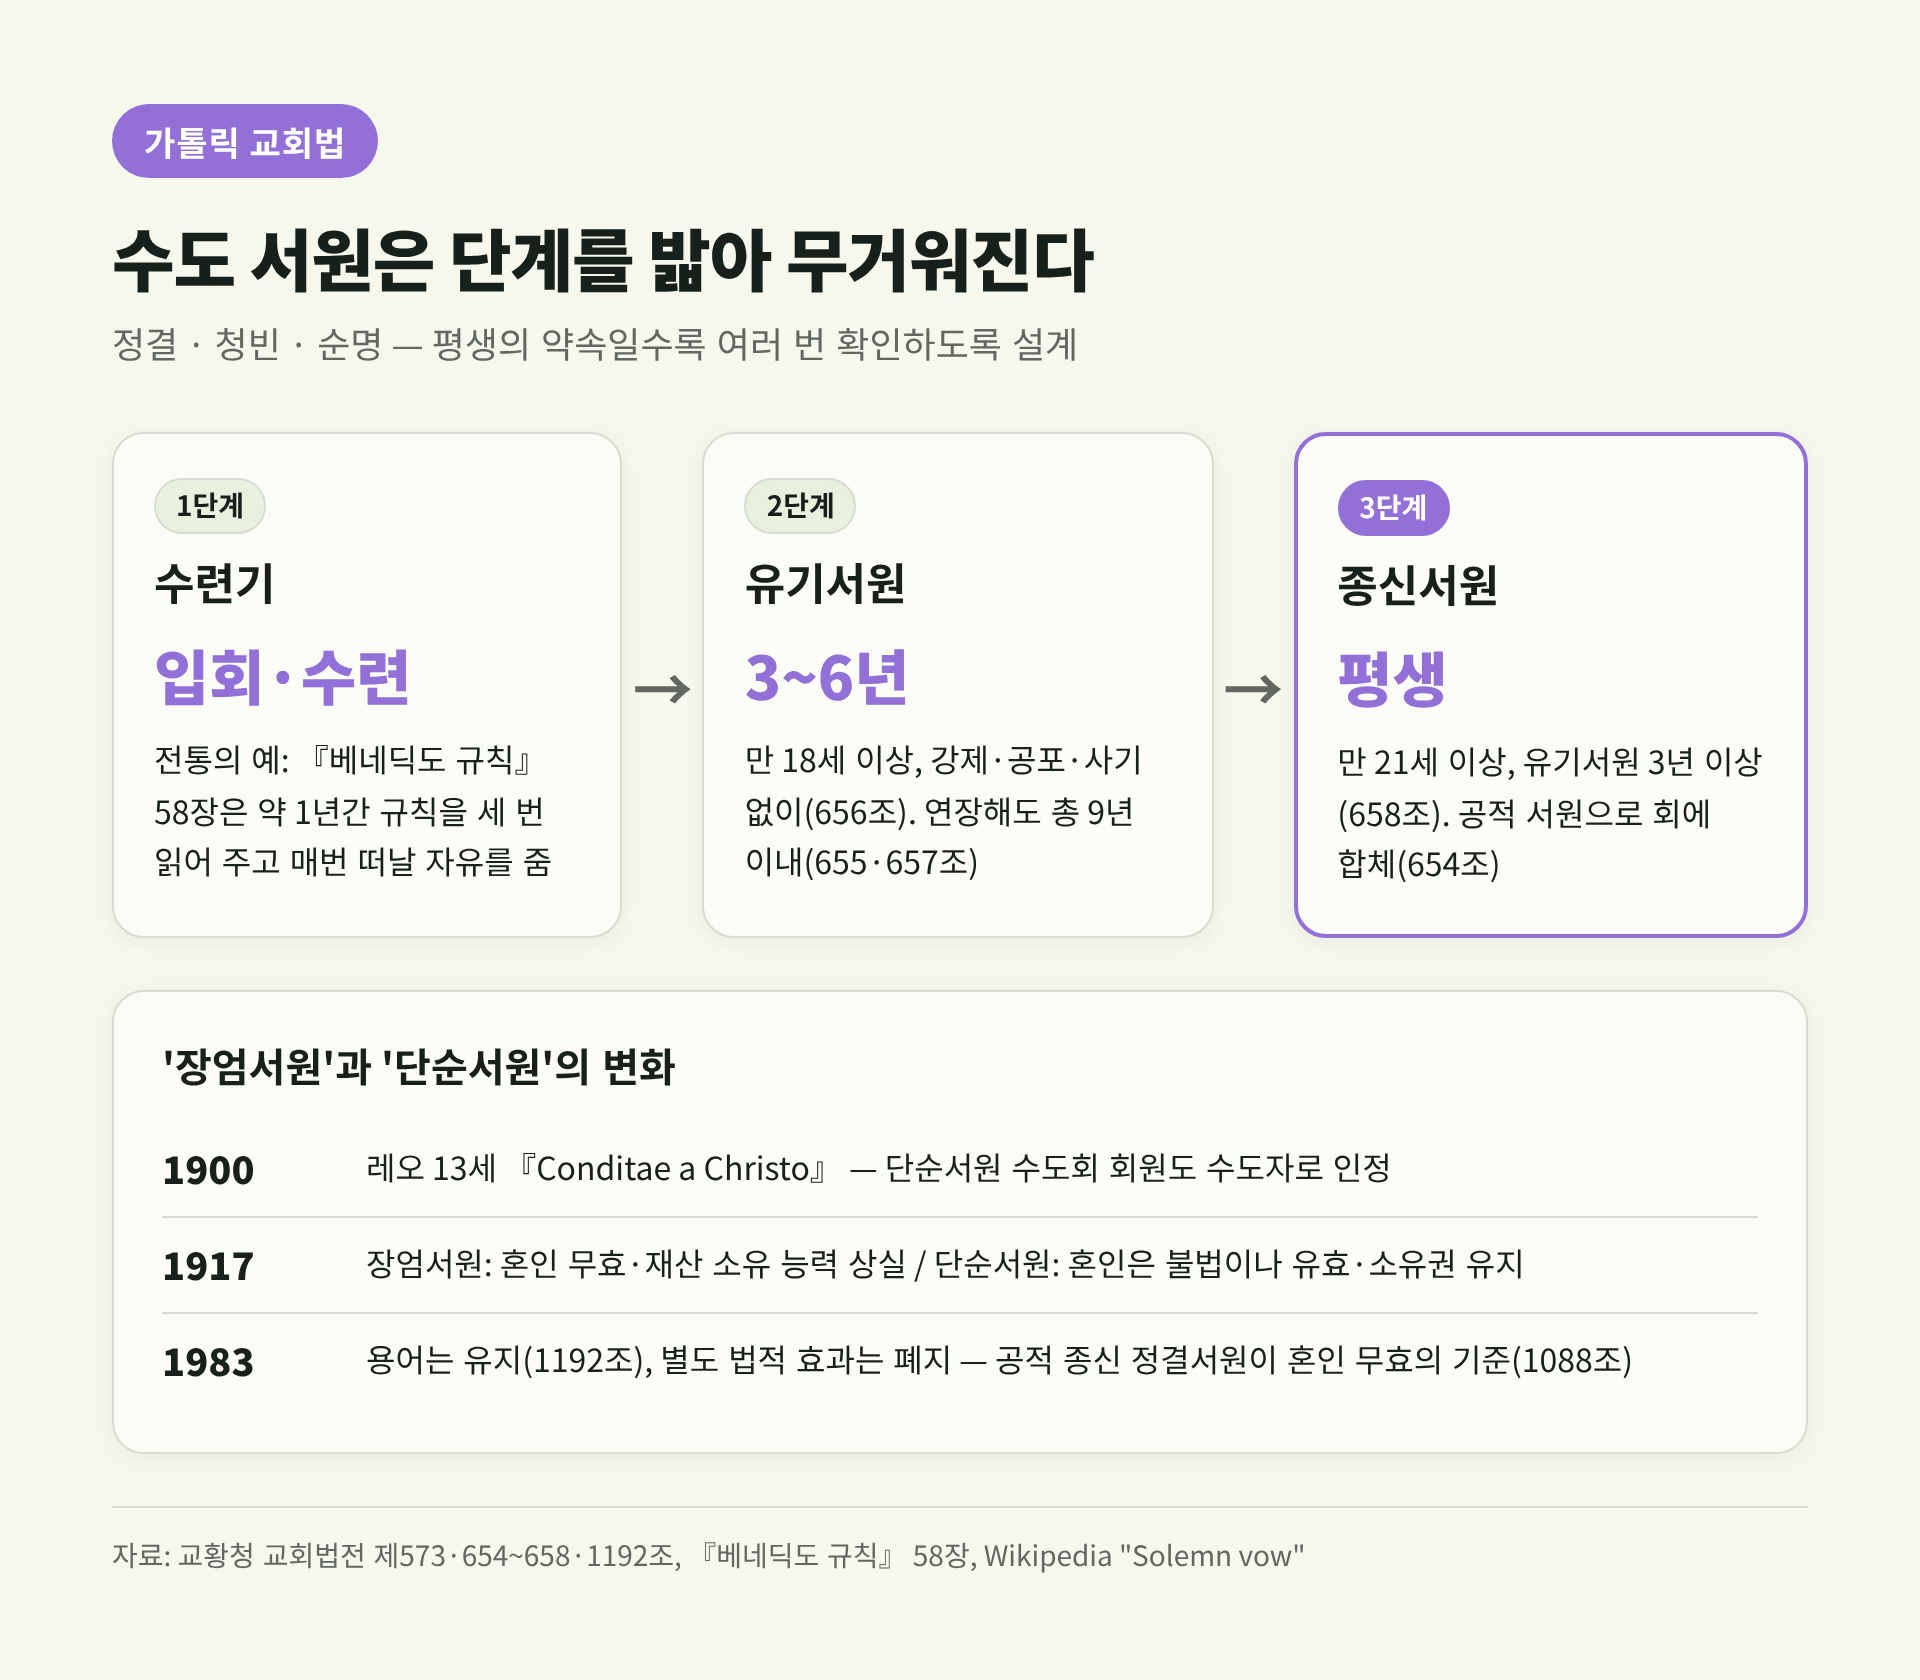 가톨릭 교회법
수도 서원은 단계를 밟아 무거워진다
정결 · 청빈 · 순명 — 평생의 약속일수록 여러 번 확인하도록 설계
1단계
수련기
입회·수련
전통의 예: 『베네딕도 규칙』
58장은 약 1년간 규칙을 세 번
읽어 주고 매번 떠날 자유를 줌
→
2단계
유기서원
3~6년
만 18세 이상, 강제·공포·사기
없이(656조). 연장해도 총 9년
이내(655·657조)
→
3단계
종신서원
평생
만 21세 이상, 유기서원 3년 이상
(658조). 공적 서원으로 회에
합체(654조)
'장엄서원'과 '단순서원'의 변화
1900 레오 13세 『Conditae a Christo』 — 단순서원 수도회 회원도 수도자로 인정
1917 장엄서원: 혼인 무효·재산 소유 능력 상실 / 단순서원: 혼인은 불법이나 유효·소유권 유지
1983 용어는 유지(1192조), 별도 법적 효과는 폐지 — 공적 종신 정결서원이 혼인 무효의 기준(1088조)
자료: 교황청 교회법전 제573·654~658·1192조, 『베네딕도 규칙』 58장, Wikipedia "Solemn vow"